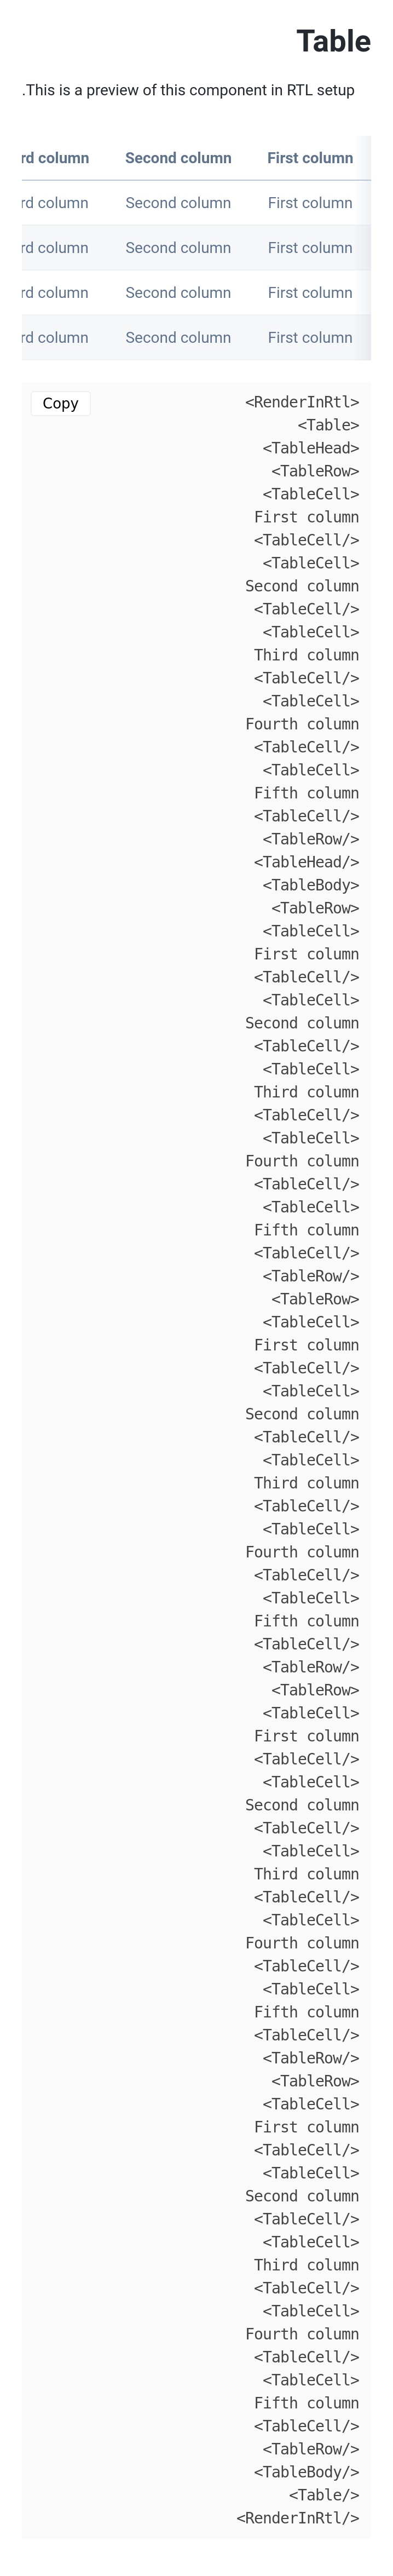 Table
.This is a preview of this component in RTL setup
rd column Second column First column
rd column Second column First column
rd column Second column First column
rd column Second column First column
rd column Second column First column
Copy
<RenderInRtl>
<Table>
<TableHead>
<TableRow>
<TableCell>
First column
<TableCell/>
<TableCell>
Second column
<TableCell/>
<TableCell>
Third column
<TableCell/>
<TableCell>
Fourth column
<TableCell/>
<TableCell>
Fifth column
<TableCell/>
<TableRow/>
<TableHead/>
<TableBody>
<TableRow>
<TableCell>
First column
<TableCell/>
<TableCell>
Second column
<TableCell/>
<TableCell>
Third column
<TableCell/>
<TableCell>
Fourth column
<TableCell/>
<TableCell>
Fifth column
<TableCell/>
<TableRow/>
<TableRow>
<TableCell>
First column
<TableCell/>
<TableCell>
Second column
<TableCell/>
<TableCell>
Third column
<TableCell/>
<TableCell>
Fourth column
<TableCell/>
<TableCell>
Fifth column
<TableCell/>
<TableRow/>
<TableRow>
<TableCell>
First column
<TableCell/>
<TableCell>
Second column
<TableCell/>
<TableCell>
Third column
<TableCell/>
<TableCell>
Fourth column
<TableCell/>
<TableCell>
Fifth column
<TableCell/>
<TableRow/>
<TableRow>
<TableCell>
First column
<TableCell/>
<TableCell>
Second column
<TableCell/>
<TableCell>
Third column
<TableCell/>
<TableCell>
Fourth column
<TableCell/>
<TableCell>
Fifth column
<TableCell/>
<TableRow/>
<TableBody/>
<Table/>
<RenderInRtl/>